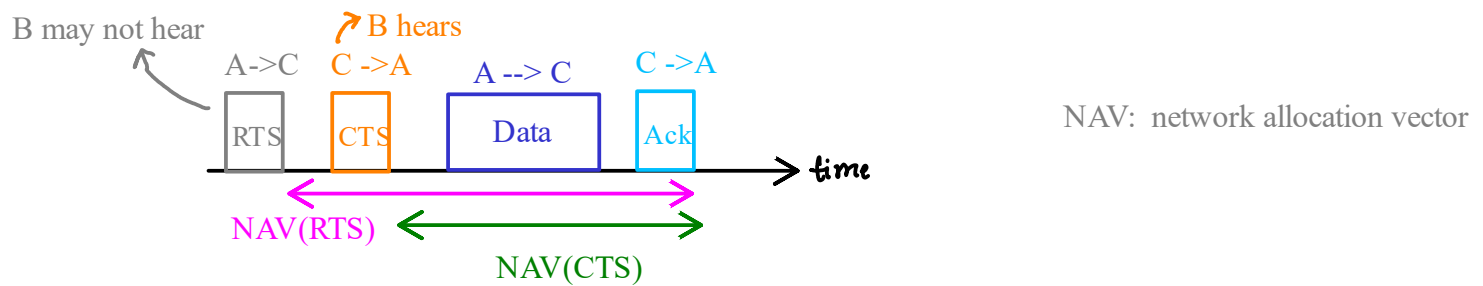 B may not hear
B hears
A->C
C ->A
A --> C
C ->A
RTS
CTS
Data
Ack
NAV: network allocation vector
time
NAV(RTS)
NAV(CTS)